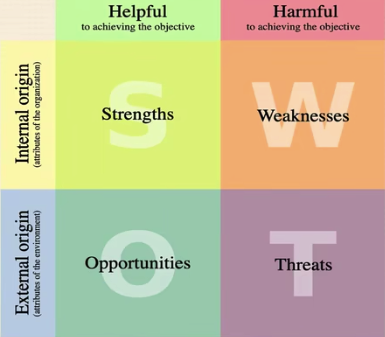 Helpful
to achieving the objective
Harmful
to achieving the objective
Internal origin
(attributes of the organization)
S
Strengths
W
Weaknesses
External origin
(attributes of the environment)
O
Opportunities
T
Threats